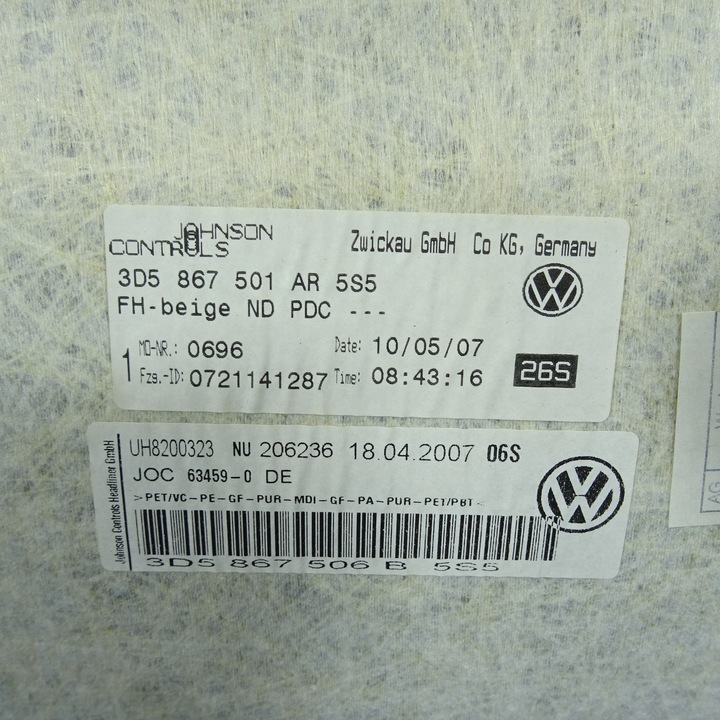 JOHNSON
CONTROLS
Zwickau GmbH Co KG, Germany
3D5 867 501 AR 5S5
FH-beige ND PDC ---
1
MO-NR.: 0696 Date: 10/05/07
Fzs.-ID: 0721141287 Time: 08:43:16
26S
Johnson Controls Headliner GmbH
UH8200323 NU 206236 18.04.2007 06S
JOC 63459-0 DE
>PET/VC-PE-GF-PUR-MDI-GF-PA-PUR-PET/PBT<
3D5 867 506 B 5S5